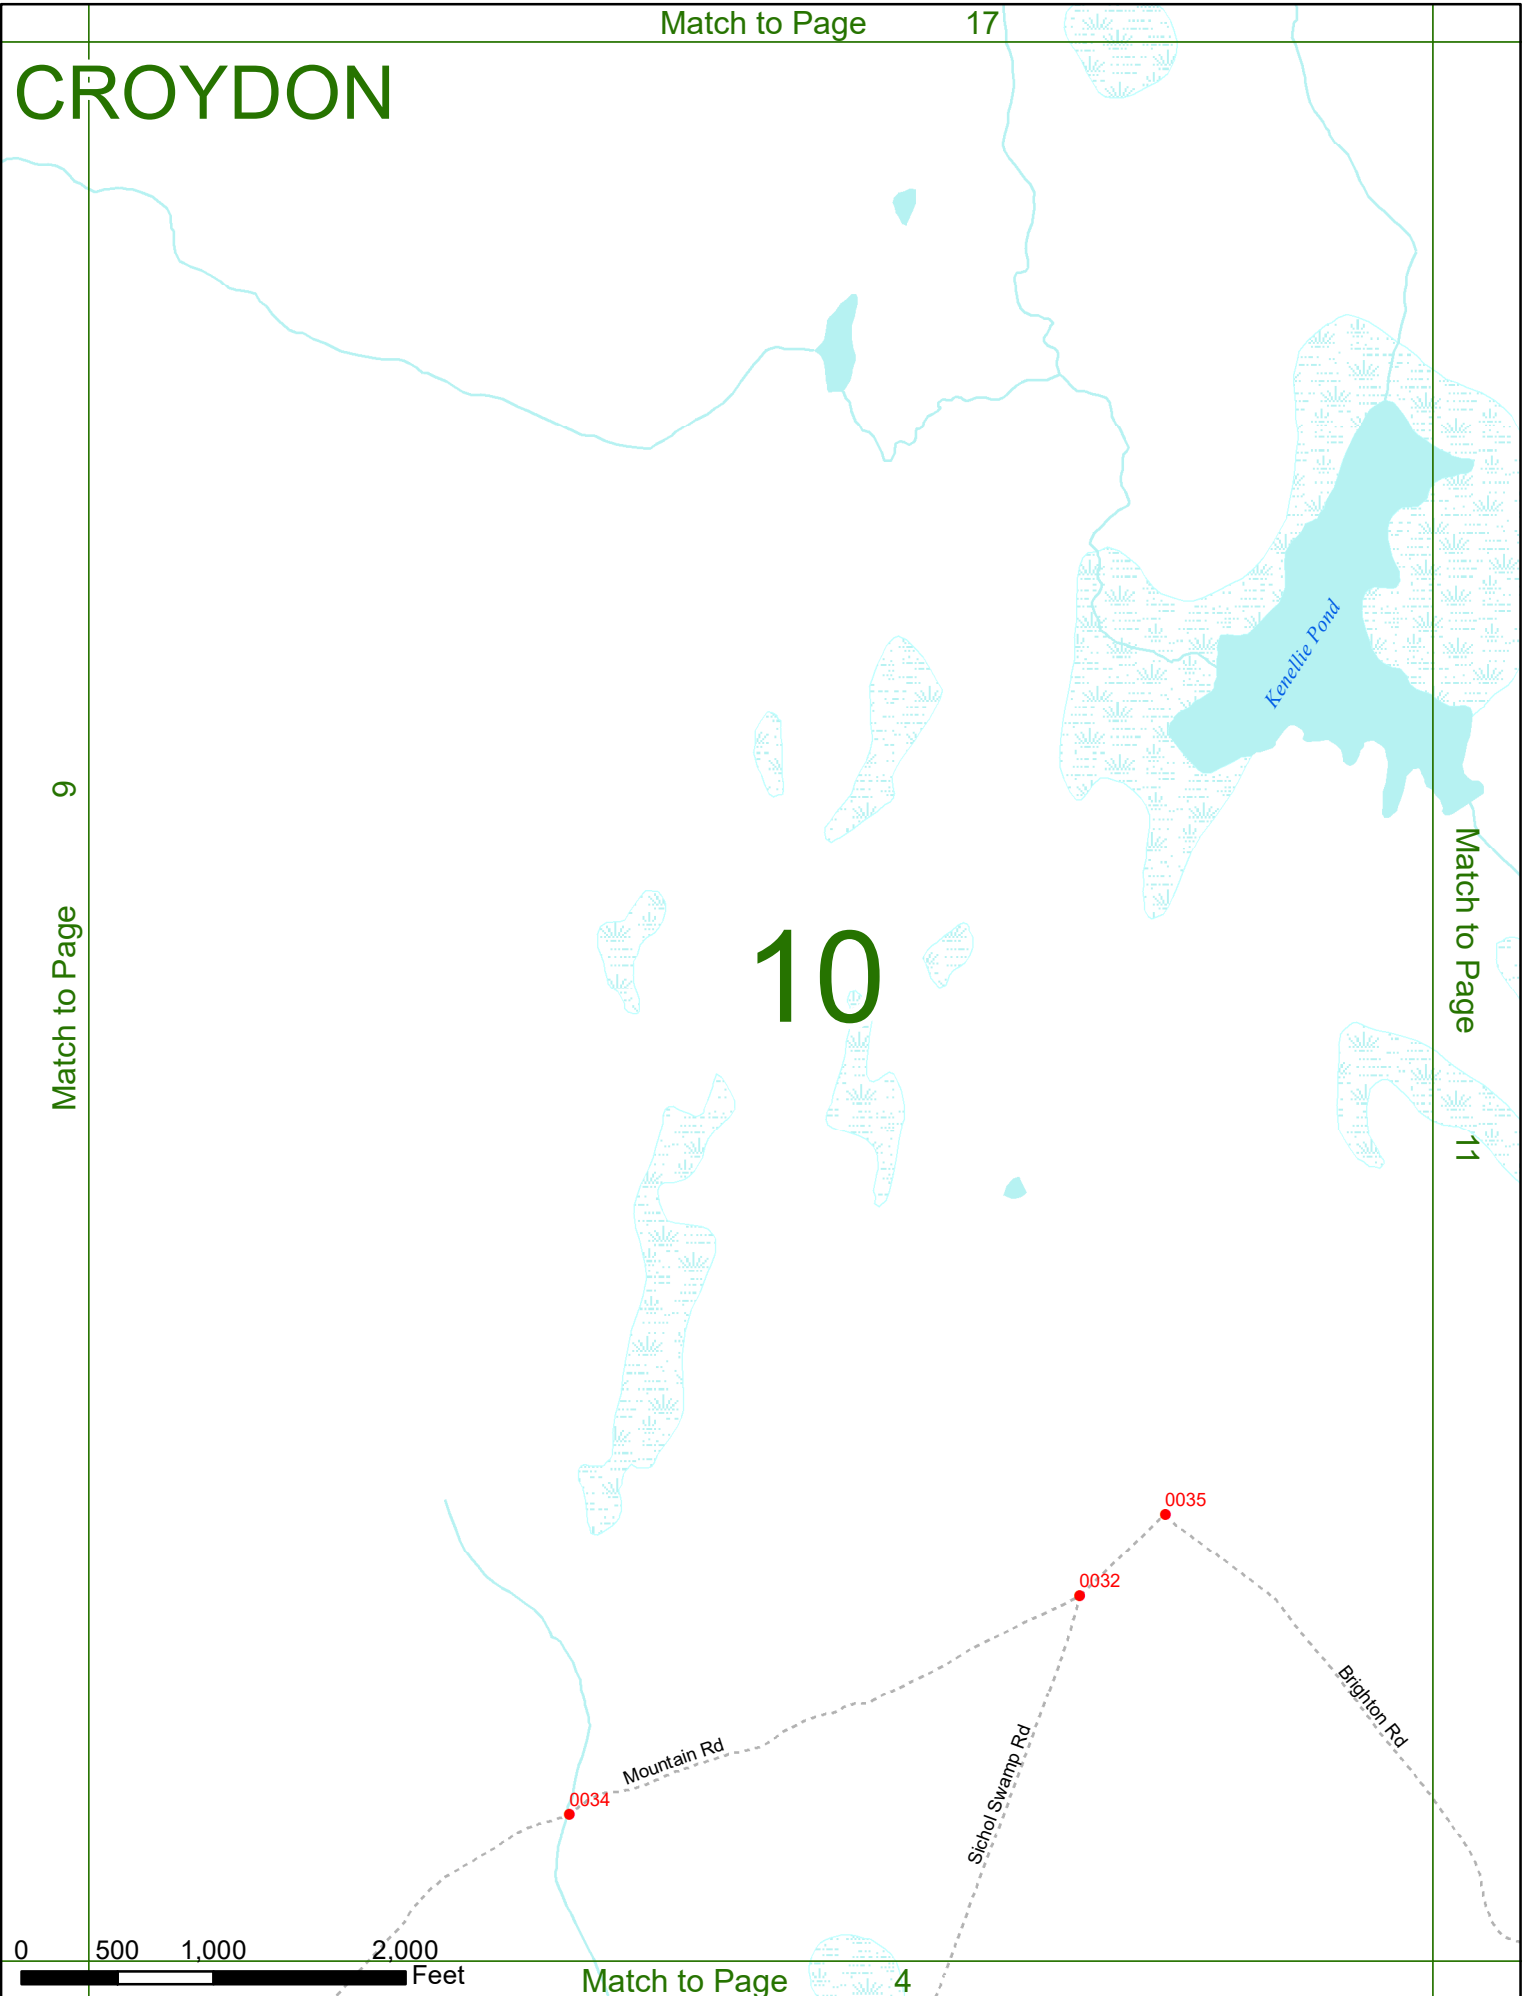 Match to Page 17
CROYDON
Kenellie Pond
Match to Page 9
10
Match to Page 11
0035
0032
Brighton Rd
Mountain Rd
Sichol Swamp Rd
0034
0 500 1,000 2,000
Feet
Match to Page 4